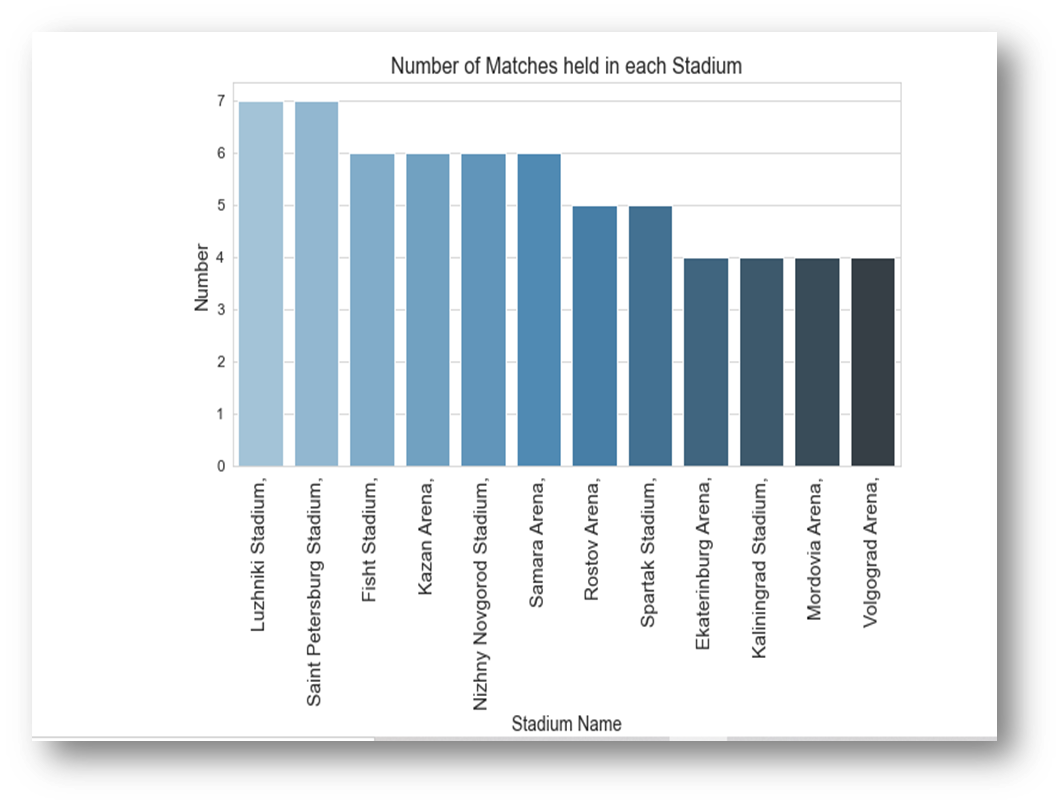 Number of Matches held in each Stadium
7
6
5
4
3
2
1
0
Number
Luzhniki Stadium,
Saint Petersburg Stadium,
Fisht Stadium,
Kazan Arena,
Nizhny Novgorod Stadium,
Samara Arena,
Rostov Arena,
Spartak Stadium,
Ekaterinburg Arena,
Kaliningrad Stadium,
Mordovia Arena,
Volgograd Arena,
Stadium Name